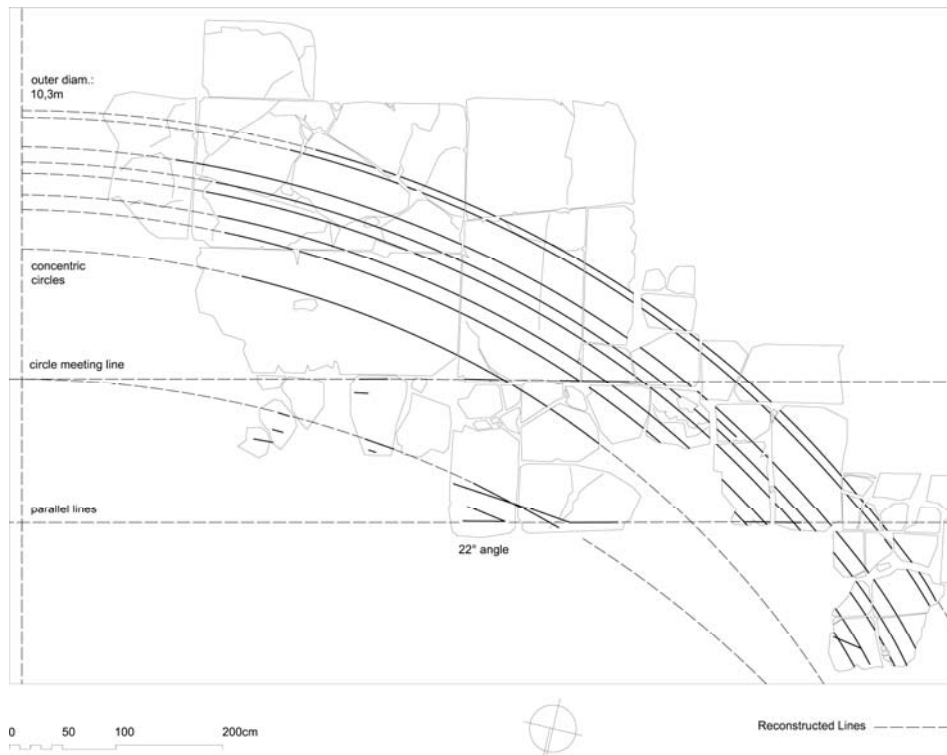 outer diam.:
10,3m
concentric
circles
circle meeting line
parallel lines
22° angle
0 50 100 200cm
Reconstructed Lines